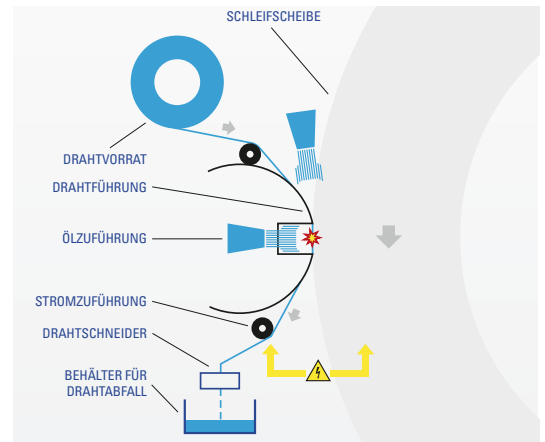 SCHLEIFSCHEIBE
DRAHTVORRAT
DRAHTFÜHRUNG
ÖLZUFÜHRUNG
STROMZUFÜHRUNG
DRAHTSCHNEIDER
BEHÄLTER FÜR
DRAHTABFALL